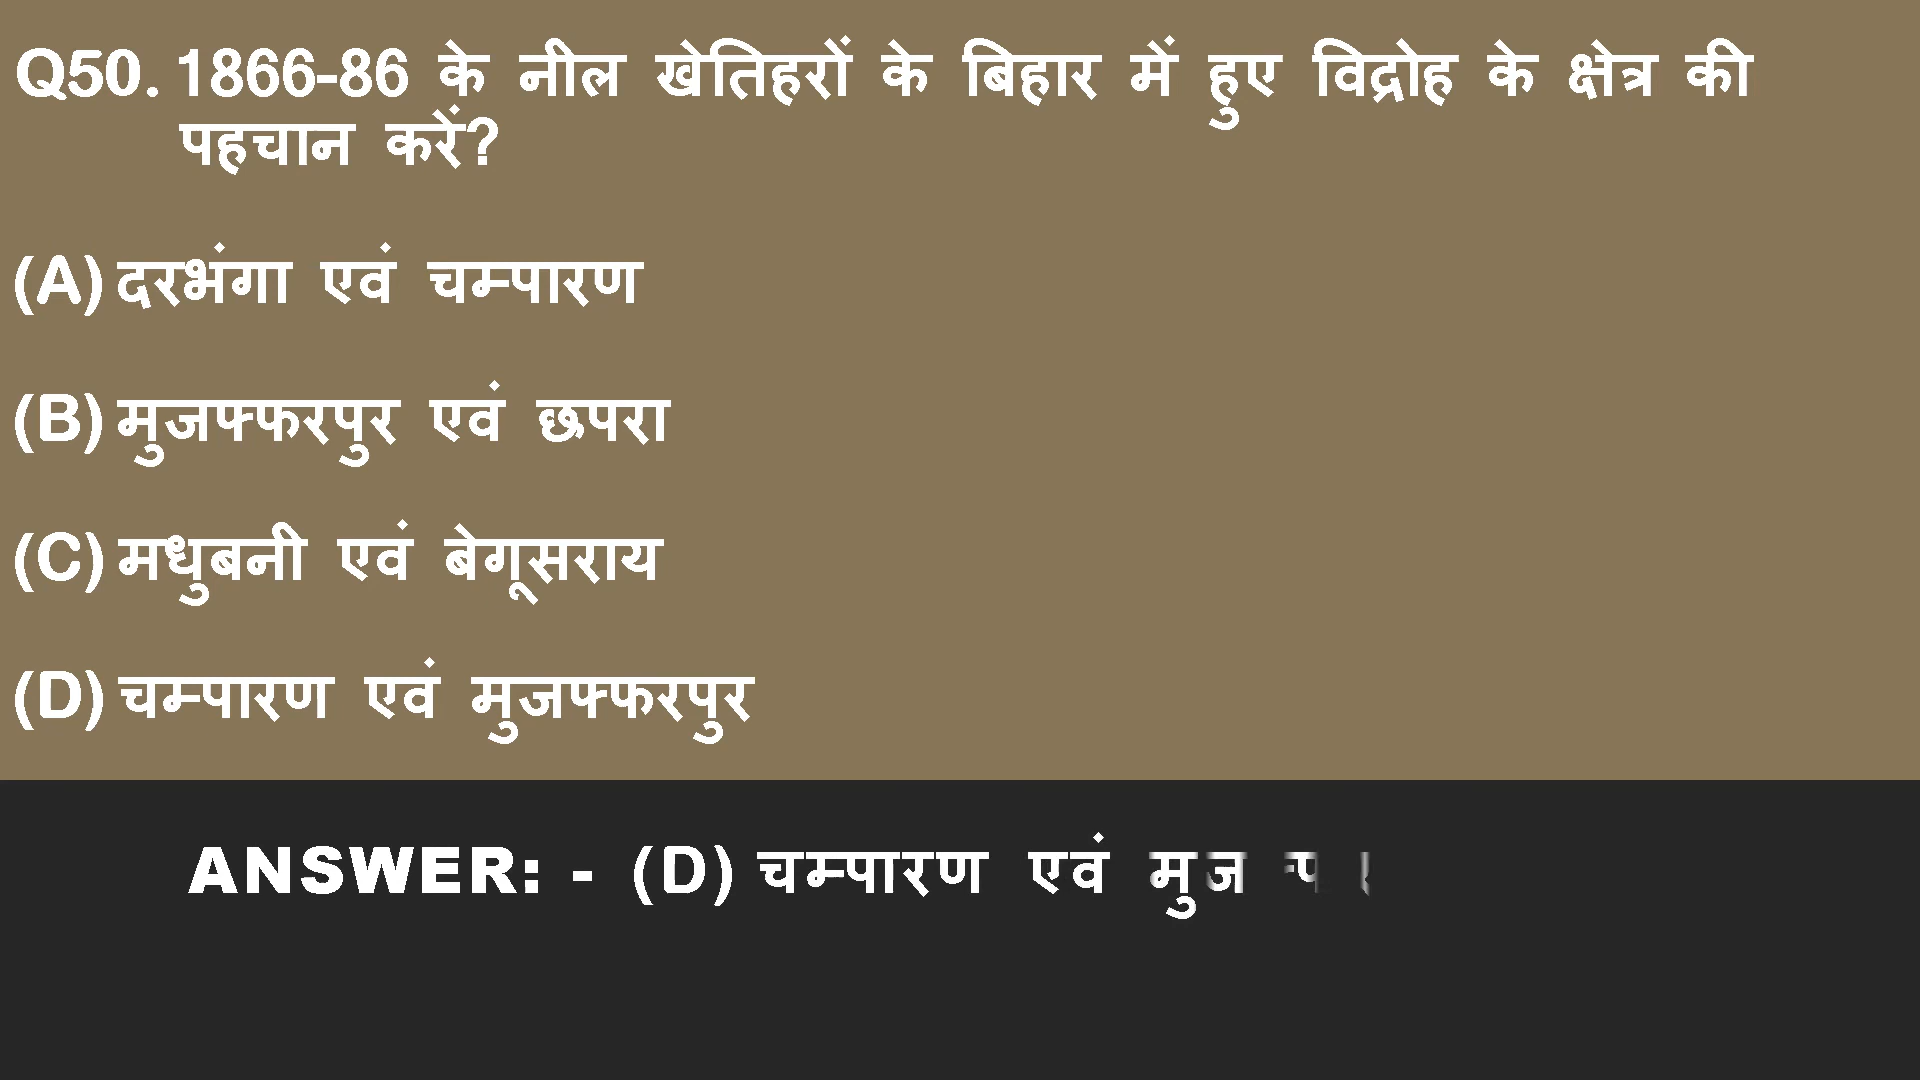 Q50. 1866-86 के नील खेतिहरों के बिहार में हुए विद्रोह के क्षेत्र की
पहचान करें?
(A) दरभंगा एवं चम्पारण
(B) मुजफ्फरपुर एवं छपरा
(C) मधुबनी एवं बेगूसराय
(D) चम्पारण एवं मुजफ्फरपुर
ANSWER: - (D) चम्पारण एवं